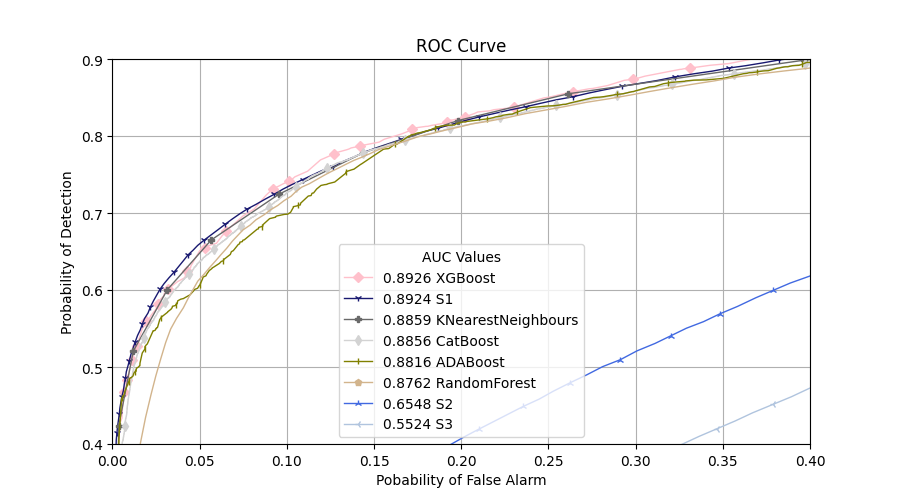 ROC Curve
0.9
0.8
0.7
0.6
0.5
0.4
Probability of Detection
AUC Values
0.8926 XGBoost
0.8924 S1
0.8859 KNearestNeighbours
0.8856 CatBoost
0.8816 ADABoost
0.8762 RandomForest
0.6548 S2
0.5524 S3
0.00 0.05 0.10 0.15 0.20 0.25 0.30 0.35 0.40
Pobability of False Alarm